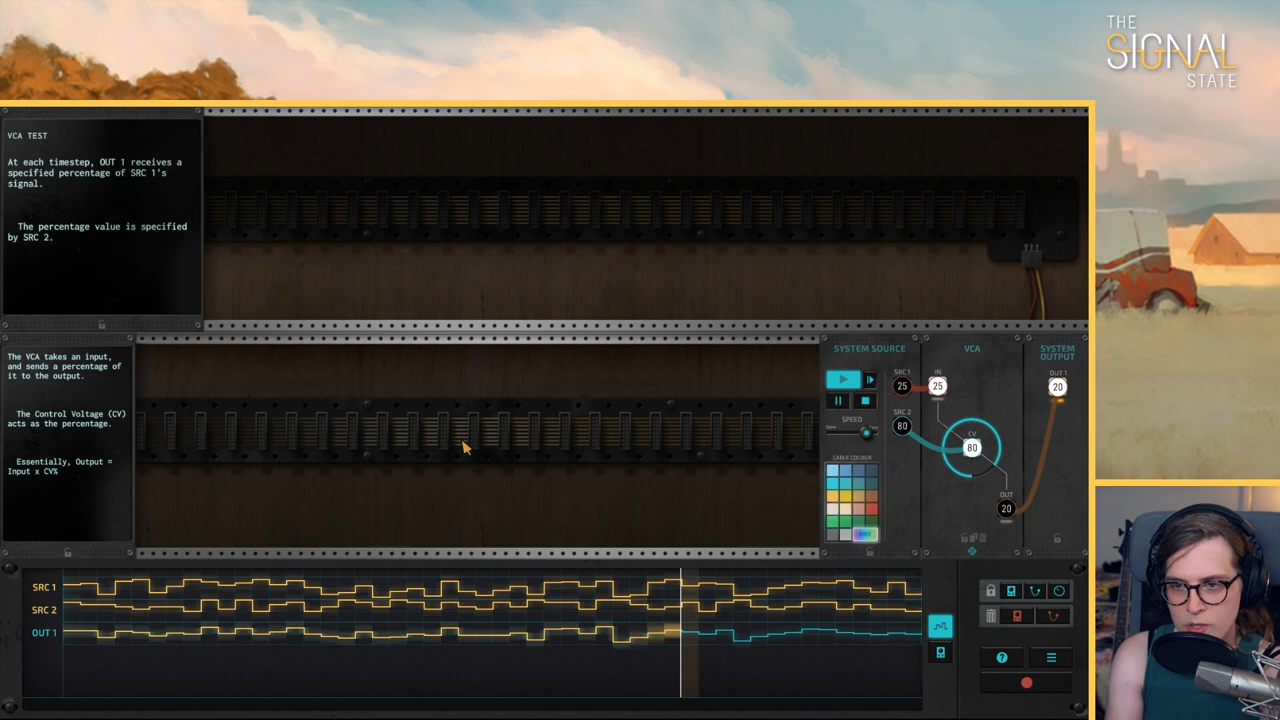 THE
SIGNAL
STATE
VCA TEST
At each timestep, OUT 1 receives a
specified percentage of SRC 1's
signal.
The percentage value is specified
by SRC 2.
The VCA takes an input,
and sends a percentage of
it to the output.
The Control Voltage (CV)
acts as the percentage.
Essentially, Output =
Input x CV%
SYSTEM SOURCE
VCA
SYSTEM
OUTPUT
SRC 1
IN
OUT 1
25
25
20
SRC 2
80
SPEED
CV
80
CABLE COLOUR
OUT
20
SRC 1
SRC 2
OUT 1
?